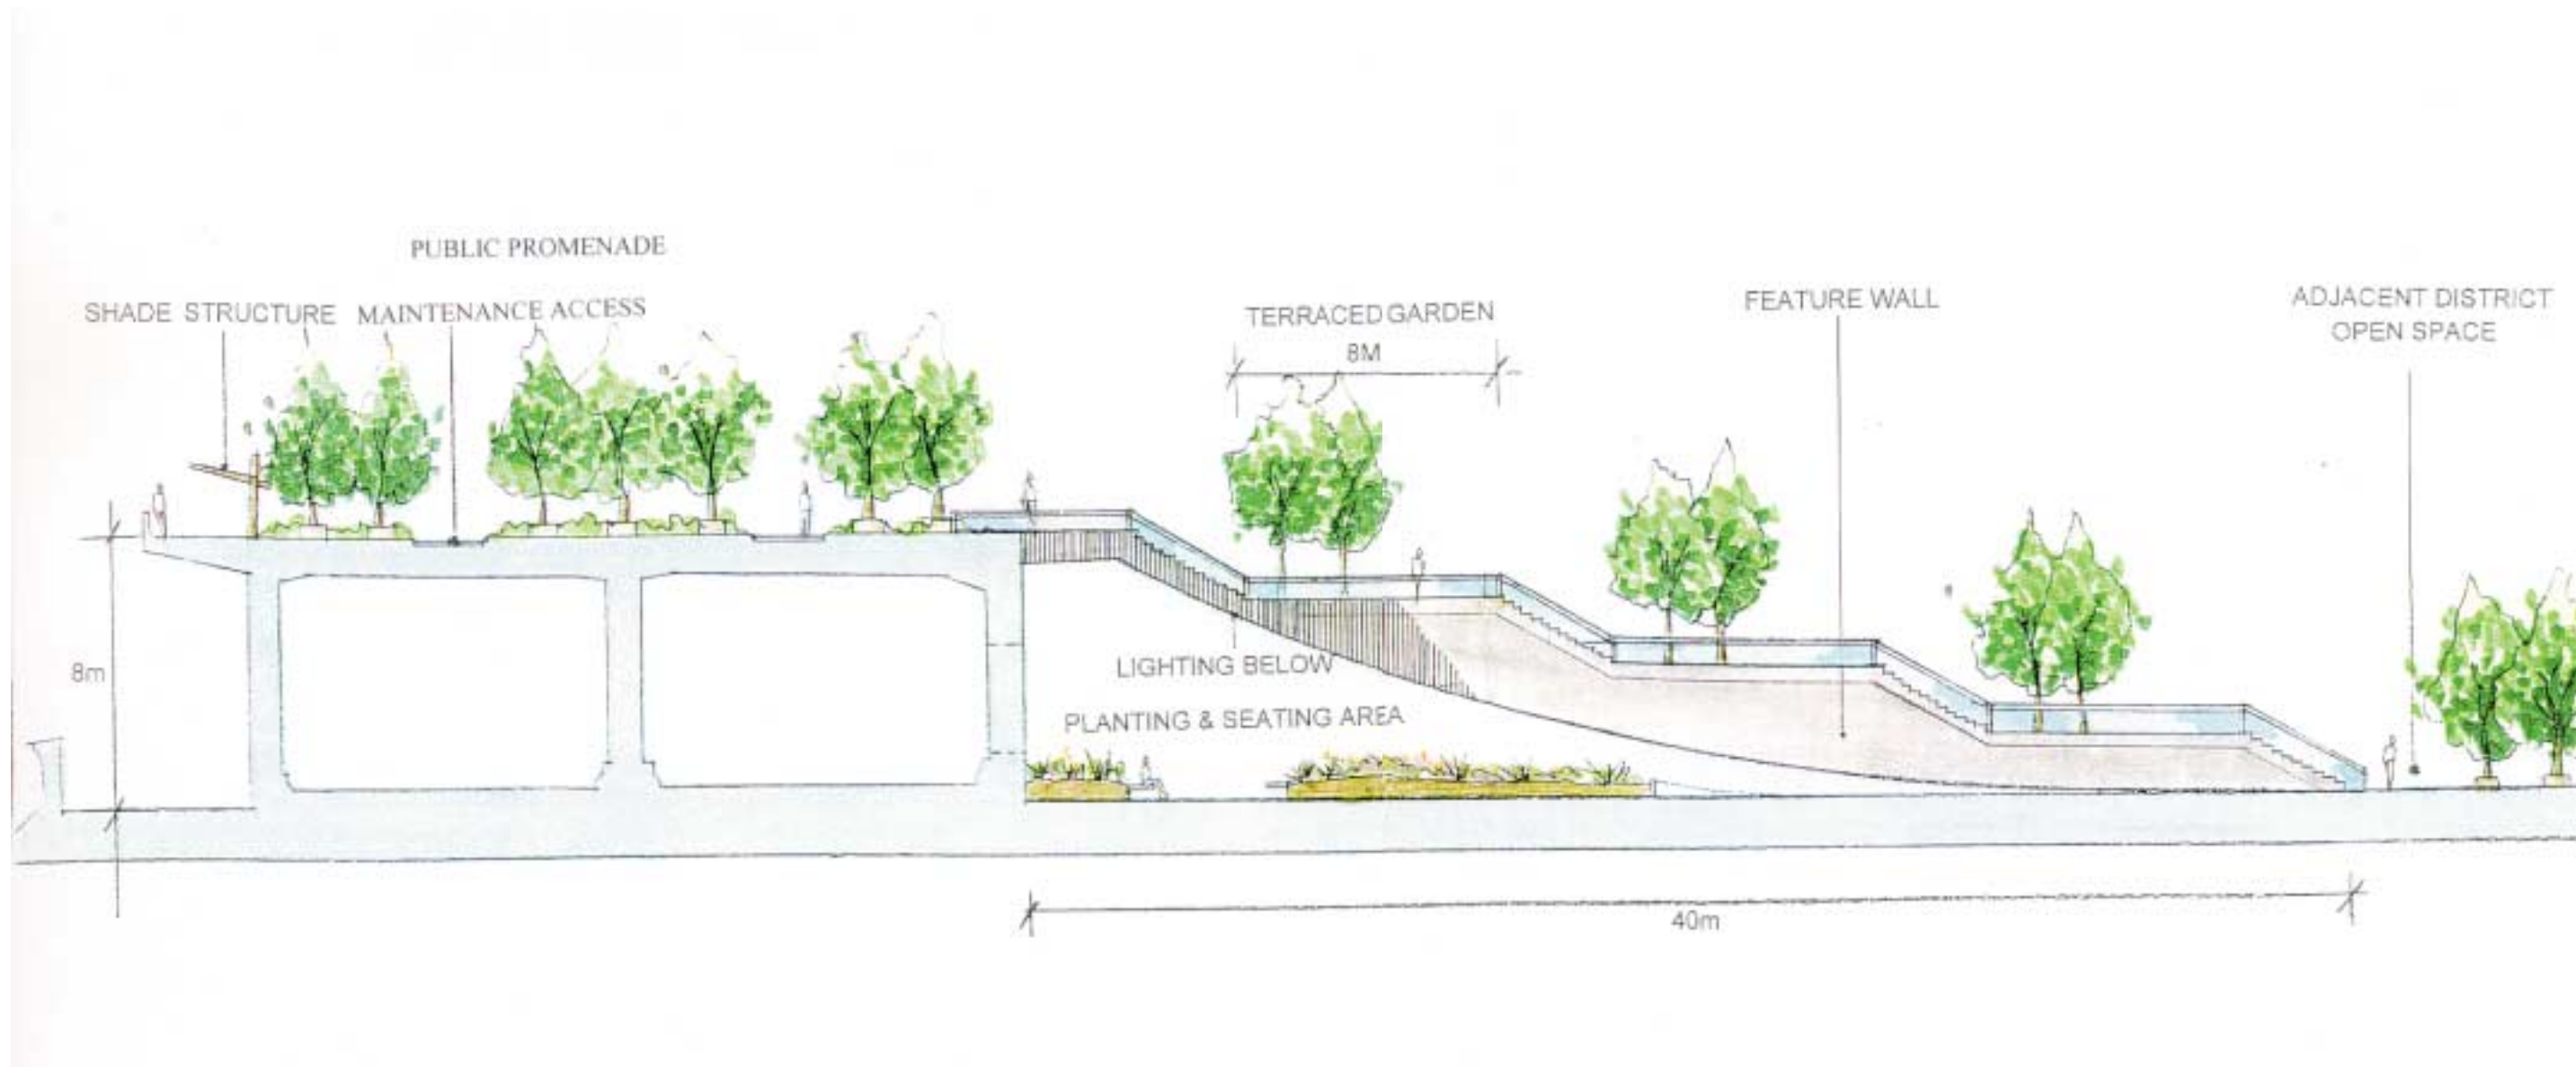 PUBLIC PROMENADE
SHADE STRUCTURE
MAINTENANCE ACCESS
TERRACED GARDEN
8M
FEATURE WALL
ADJACENT DISTRICT
OPEN SPACE
8m
LIGHTING BELOW
PLANTING & SEATING AREA
40m